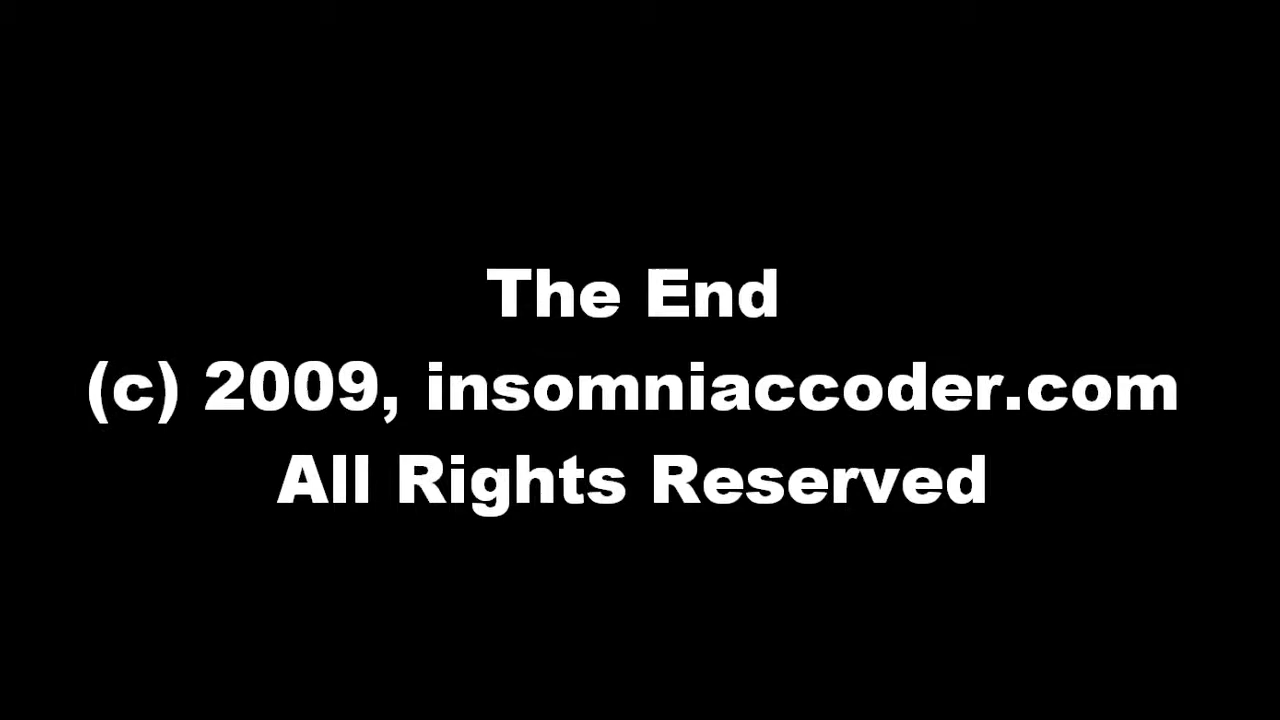 The End
(c) 2009, insomniaccoder.com
All Rights Reserved